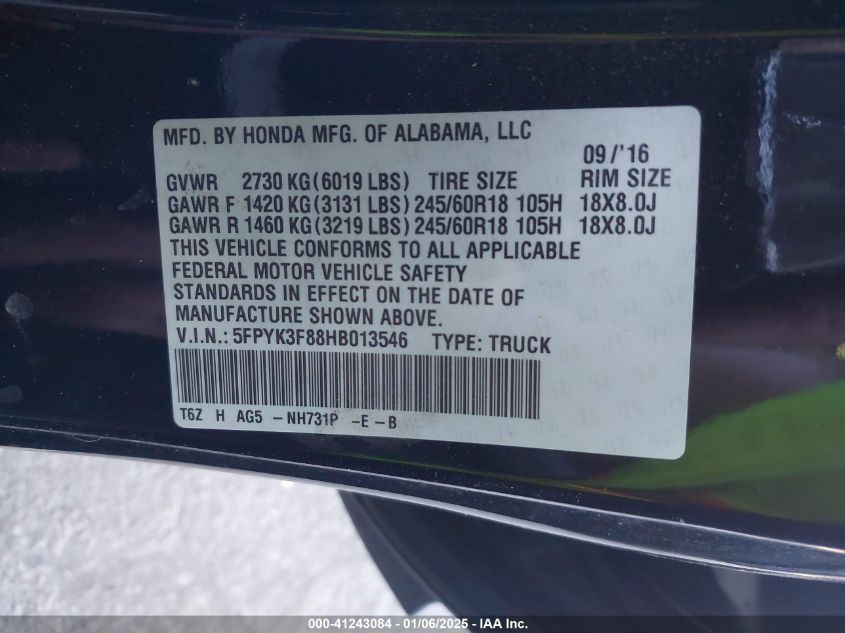 MFD. BY HONDA MFG. OF ALABAMA, LLC
09/'16
GVWR 2730 KG(6019 LBS) TIRE SIZE RIM SIZE
GAWR F 1420 KG(3131 LBS) 245/60R18 105H 18X8.0J
GAWR R 1460 KG(3219 LBS) 245/60R18 105H 18X8.0J
THIS VEHICLE CONFORMS TO ALL APPLICABLE
FEDERAL MOTOR VEHICLE SAFETY
STANDARDS IN EFFECT ON THE DATE OF
MANUFACTURE SHOWN ABOVE.
V.I.N.: 5FPYK3F88HB013546 TYPE: TRUCK
T6Z H AG5 -NH731P -E-B
000-41243084 - 01/06/2025 - IAA Inc.